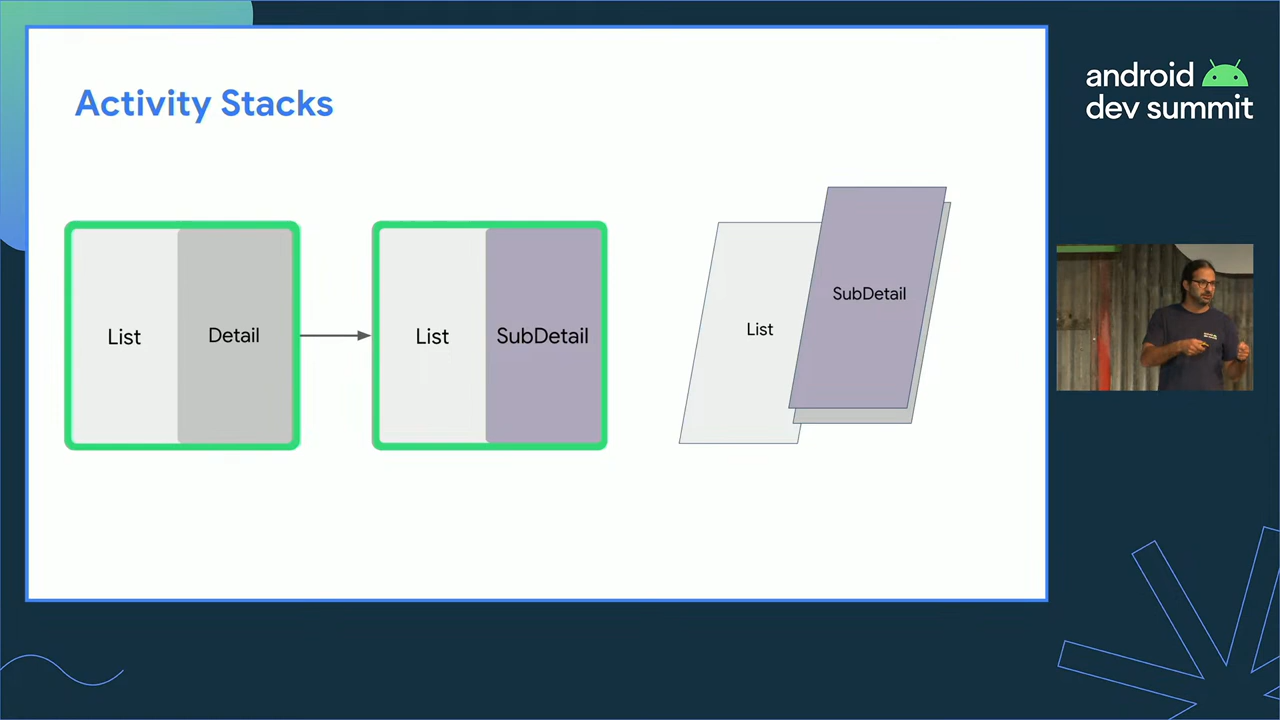 Activity Stacks
List
Detail
List
SubDetail
List
SubDetail
android
dev summit